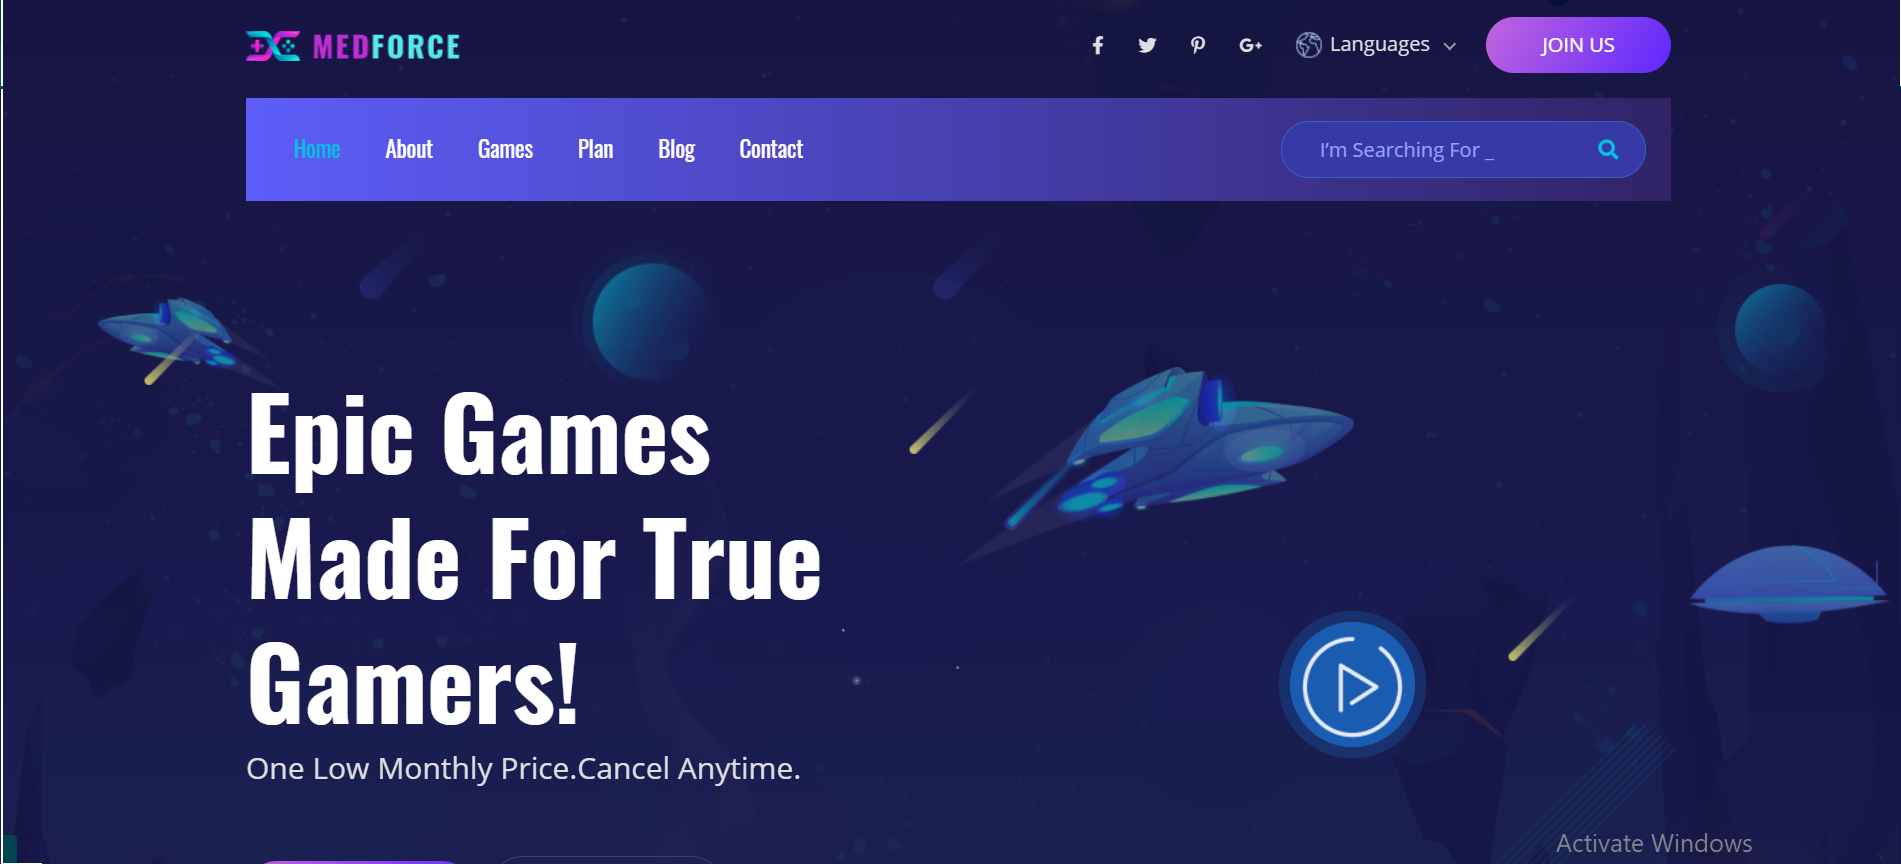 MEDFORCE
Languages
JOIN US
Home About Games Plan Blog Contact
I’m Searching For _
Epic Games
Made For True
Gamers!
One Low Monthly Price.Cancel Anytime.
Activate Windows